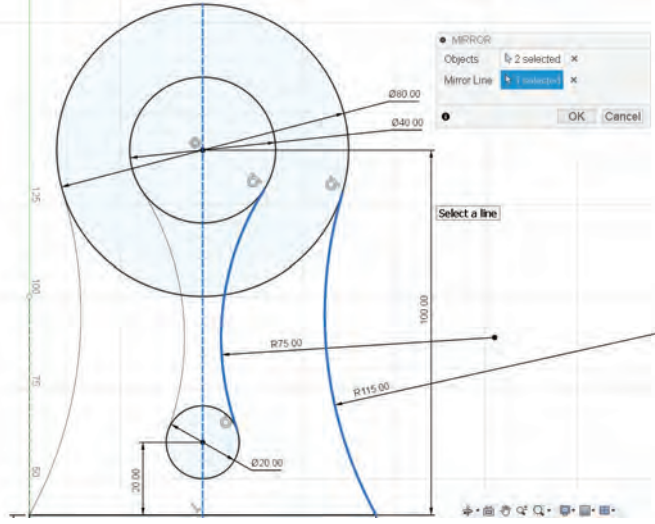 MIRROR
Objects 2 selected ×
Mirror Line 1 selected ×
OK Cancel
Ø80.00
Ø40.00
125
Select a line
100
100.00
R75.00
75
R115.00
Ø20.00
50
20.00